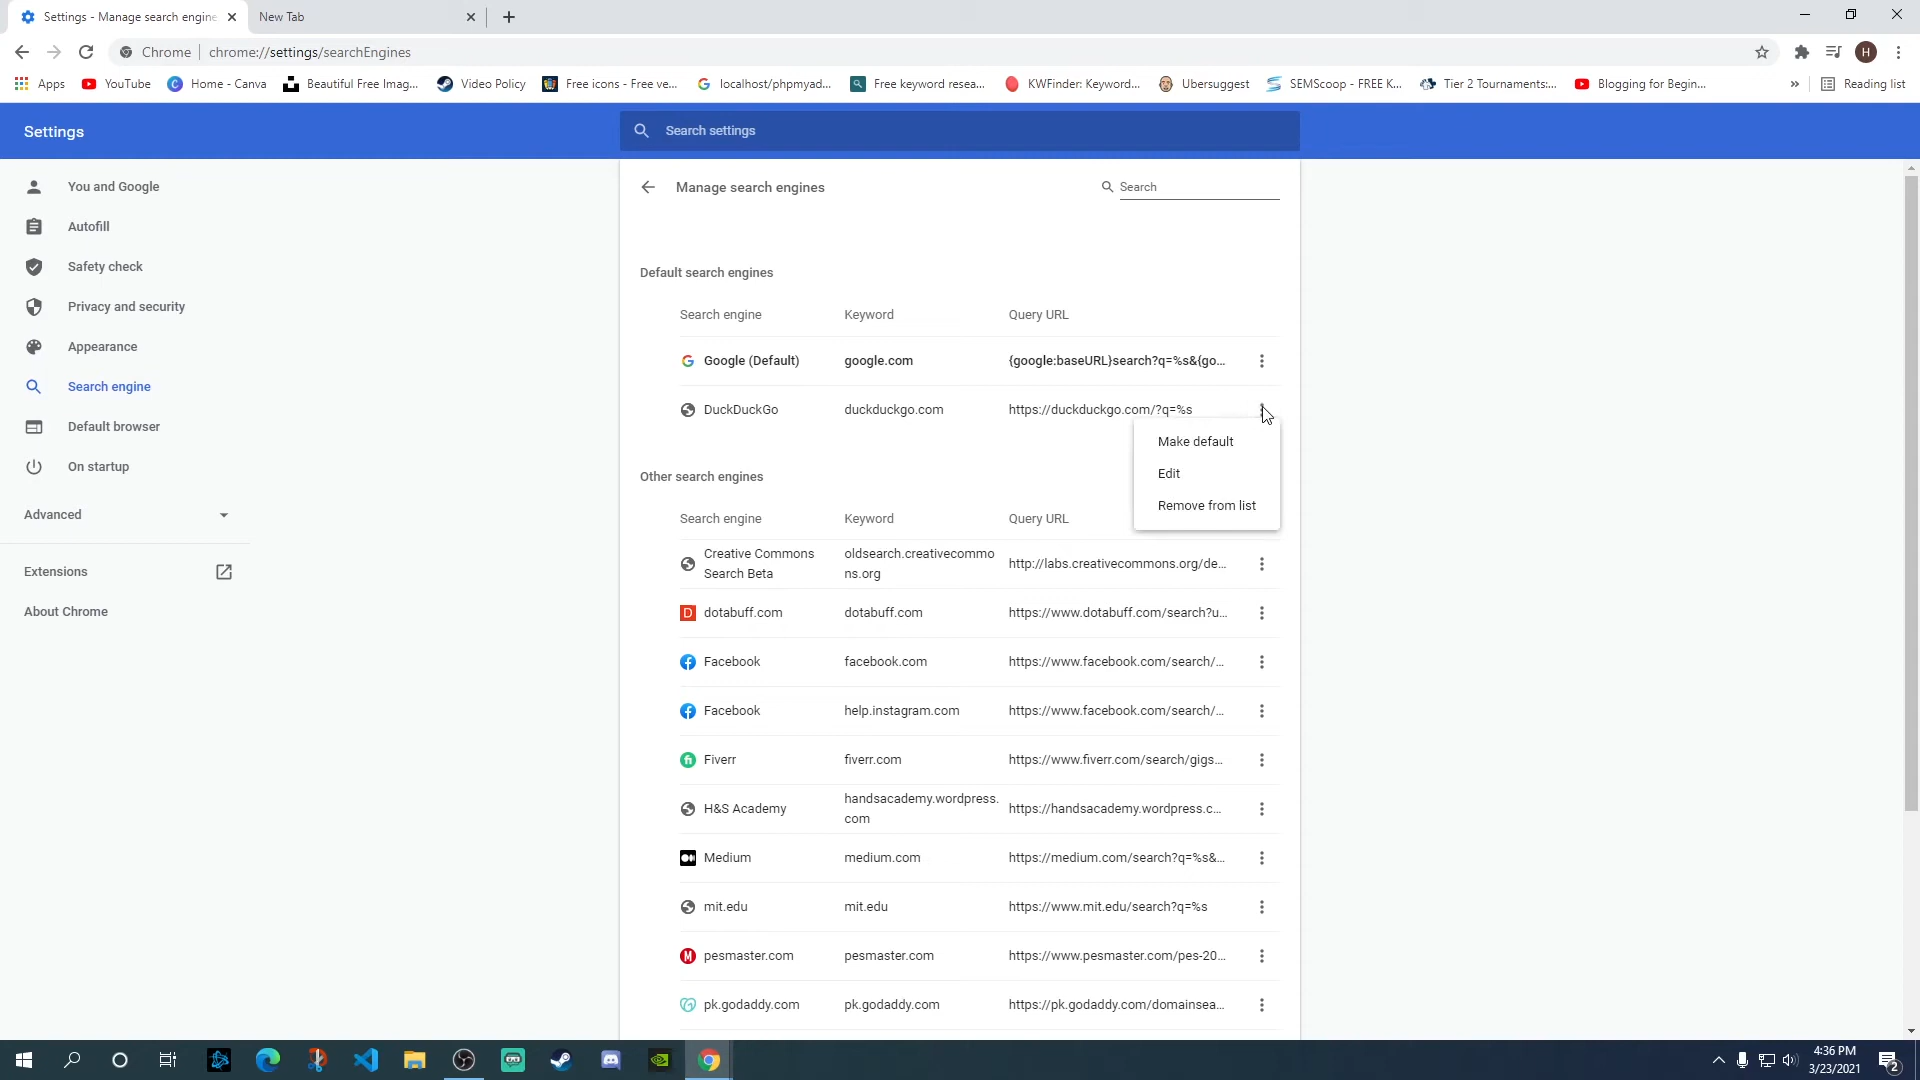 Settings - Manage search engine
New Tab
Chrome
chrome://settings/searchEngines
H
Apps
YouTube
Home - Canva
Beautiful Free Imag...
Video Policy
Free icons - Free ve...
localhost/phpmyad...
Free keyword resea...
KWFinder: Keyword...
Ubersuggest
SEMScoop - FREE K...
Tier 2 Tournaments:...
Blogging for Begin...
»
Reading list
Settings
Search settings
You and Google
Autofill
Safety check
Privacy and security
Appearance
Search engine
Default browser
On startup
Advanced
Extensions
About Chrome
Manage search engines
Search
Default search engines
Search engine Keyword Query URL
Google (Default) google.com {google:baseURL}search?q=%s&{go...
DuckDuckGo duckduckgo.com https://duckduckgo.com/?q=%s
Make default
Edit
Remove from list
Other search engines
Search engine Keyword Query URL
Creative Commons
Search Beta
oldsearch.creativecommo
ns.org
http://labs.creativecommons.org/de...
dotabuff.com dotabuff.com https://www.dotabuff.com/search?u...
Facebook facebook.com https://www.facebook.com/search/...
Facebook help.instagram.com https://www.facebook.com/search/...
Fiverr fiverr.com https://www.fiverr.com/search/gigs...
H&S Academy
handsacademy.wordpress.
com
https://handsacademy.wordpress.c...
Medium medium.com https://medium.com/search?q=%s&...
mit.edu mit.edu https://www.mit.edu/search?q=%s
pesmaster.com pesmaster.com https://www.pesmaster.com/pes-20...
pk.godaddy.com pk.godaddy.com https://pk.godaddy.com/domainsea...
4:36 PM
3/23/2021
2